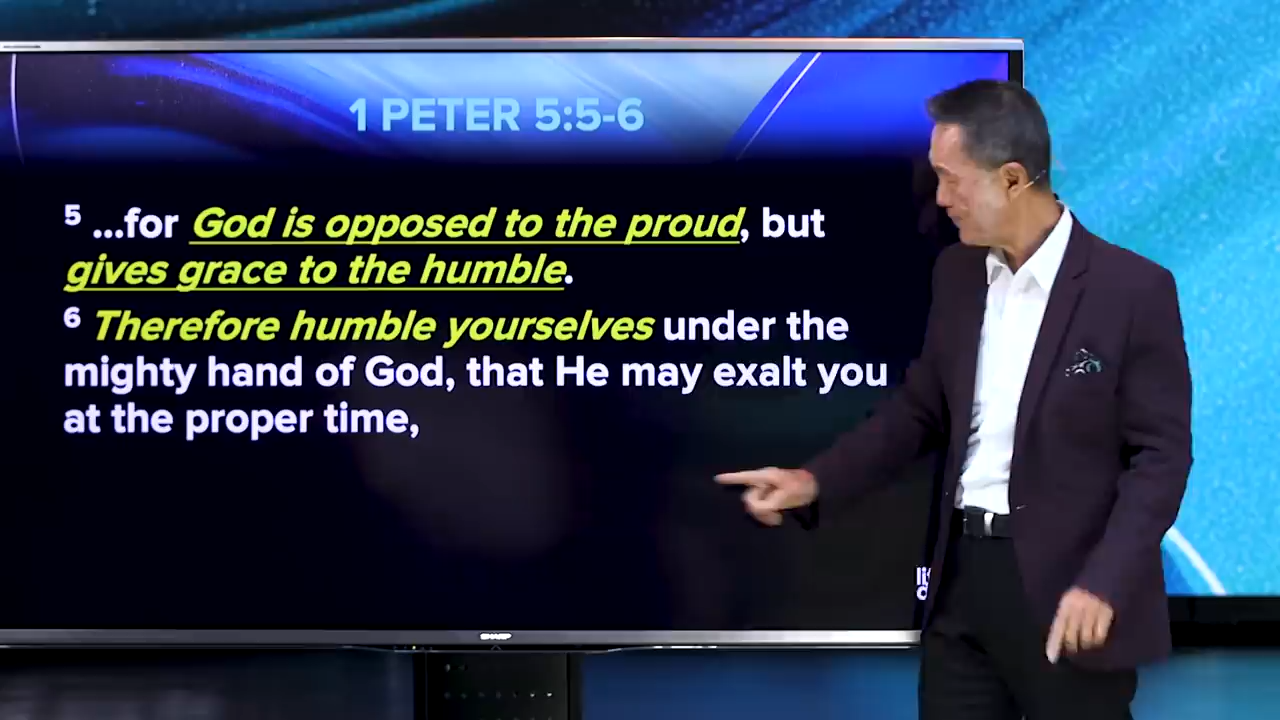 1 PETER 5:5-6
5 ...for God is opposed to the proud, but
gives grace to the humble.
6 Therefore humble yourselves under the
mighty hand of God, that He may exalt you
at the proper time,
SHARP